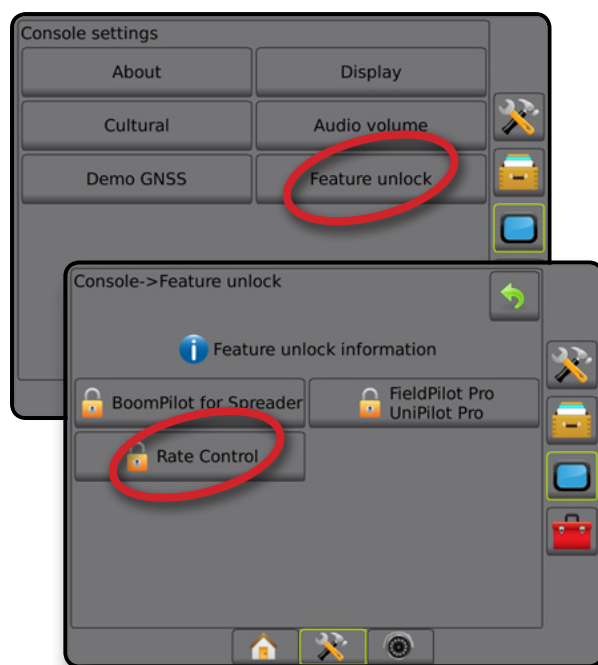 Console settings
About
Display
Cultural
Audio volume
Demo GNSS
Feature unlock
Console->Feature unlock
Feature unlock information
BoomPilot for Spreader
FieldPilot Pro
UniPilot Pro
Rate Control